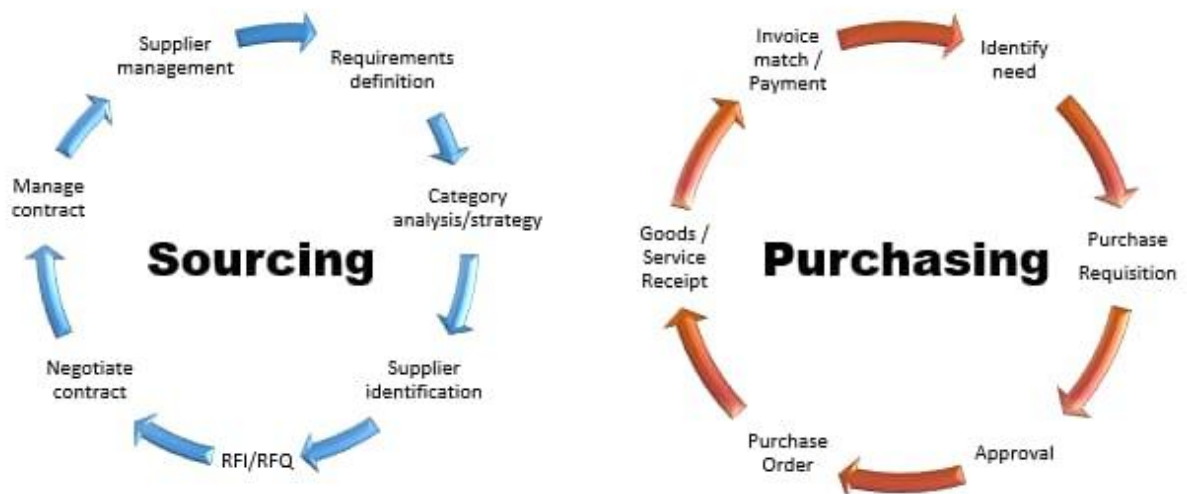 Supplier
management
Requirements
definition
Category
analysis/strategy
Supplier
identification
RFI/RFQ
Negotiate
contract
Manage
contract
Sourcing
Invoice
match /
Payment
Identify
need
Purchase
Requisition
Approval
Purchase
Order
Goods /
Service
Receipt
Purchasing